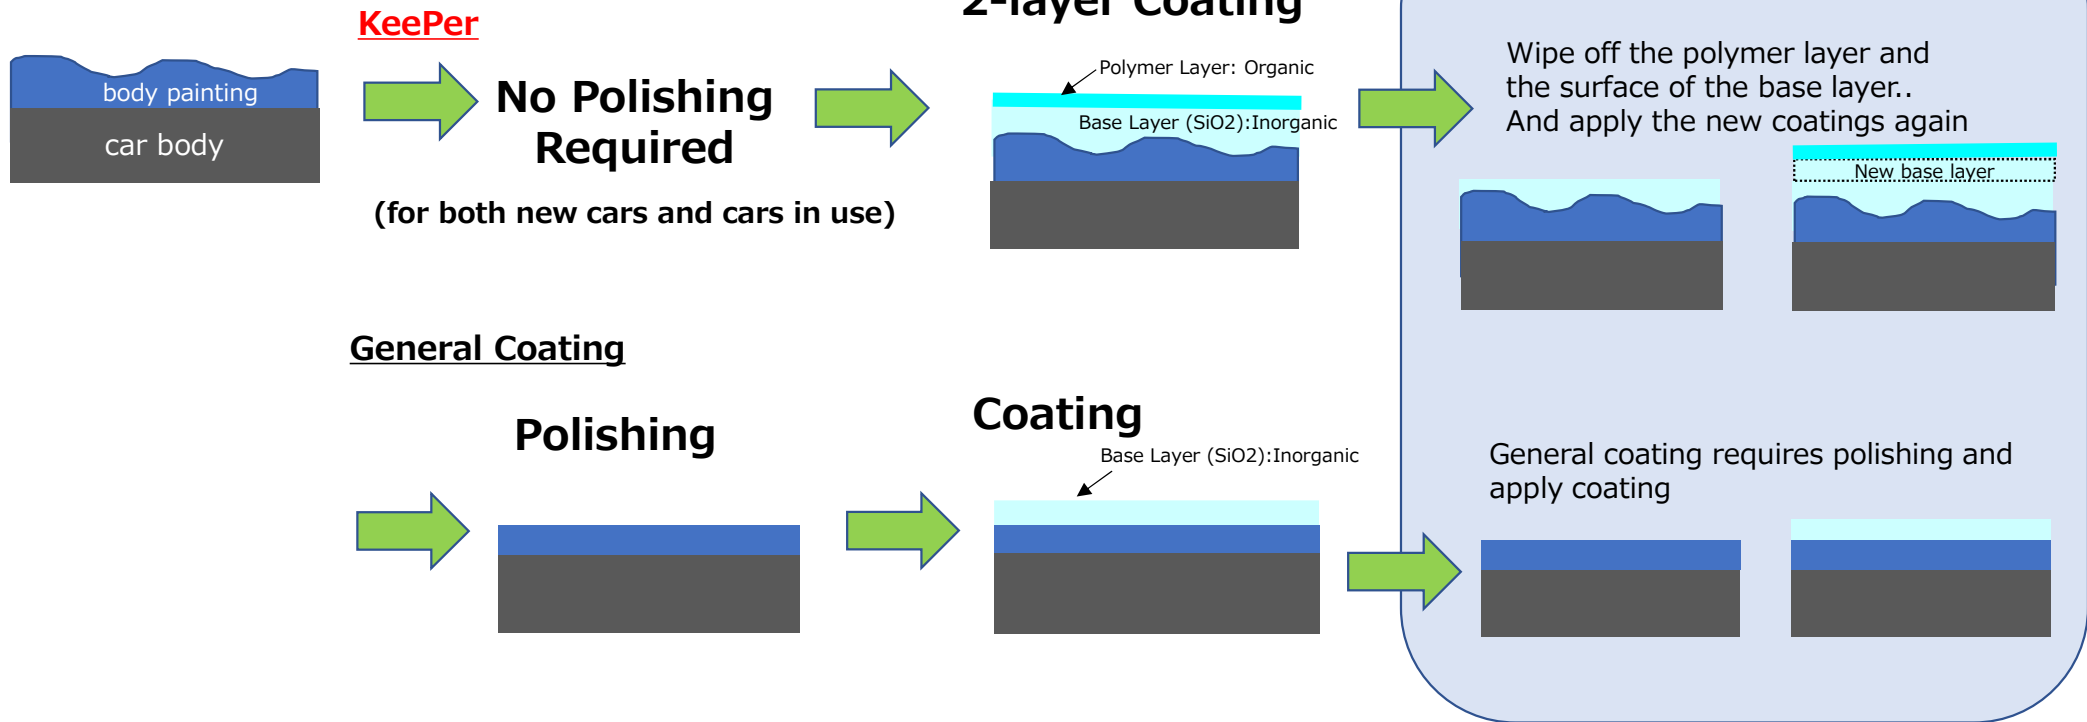 KeePer
2-layer Coating
body painting
car body
No Polishing
Required
(for both new cars and cars in use)
Polymer Layer: Organic
Base Layer (SiO2):Inorganic
Wipe off the polymer layer and
the surface of the base layer..
And apply the new coatings again
New base layer
General Coating
Polishing
Coating
Base Layer (SiO2):Inorganic
General coating requires polishing and
apply coating